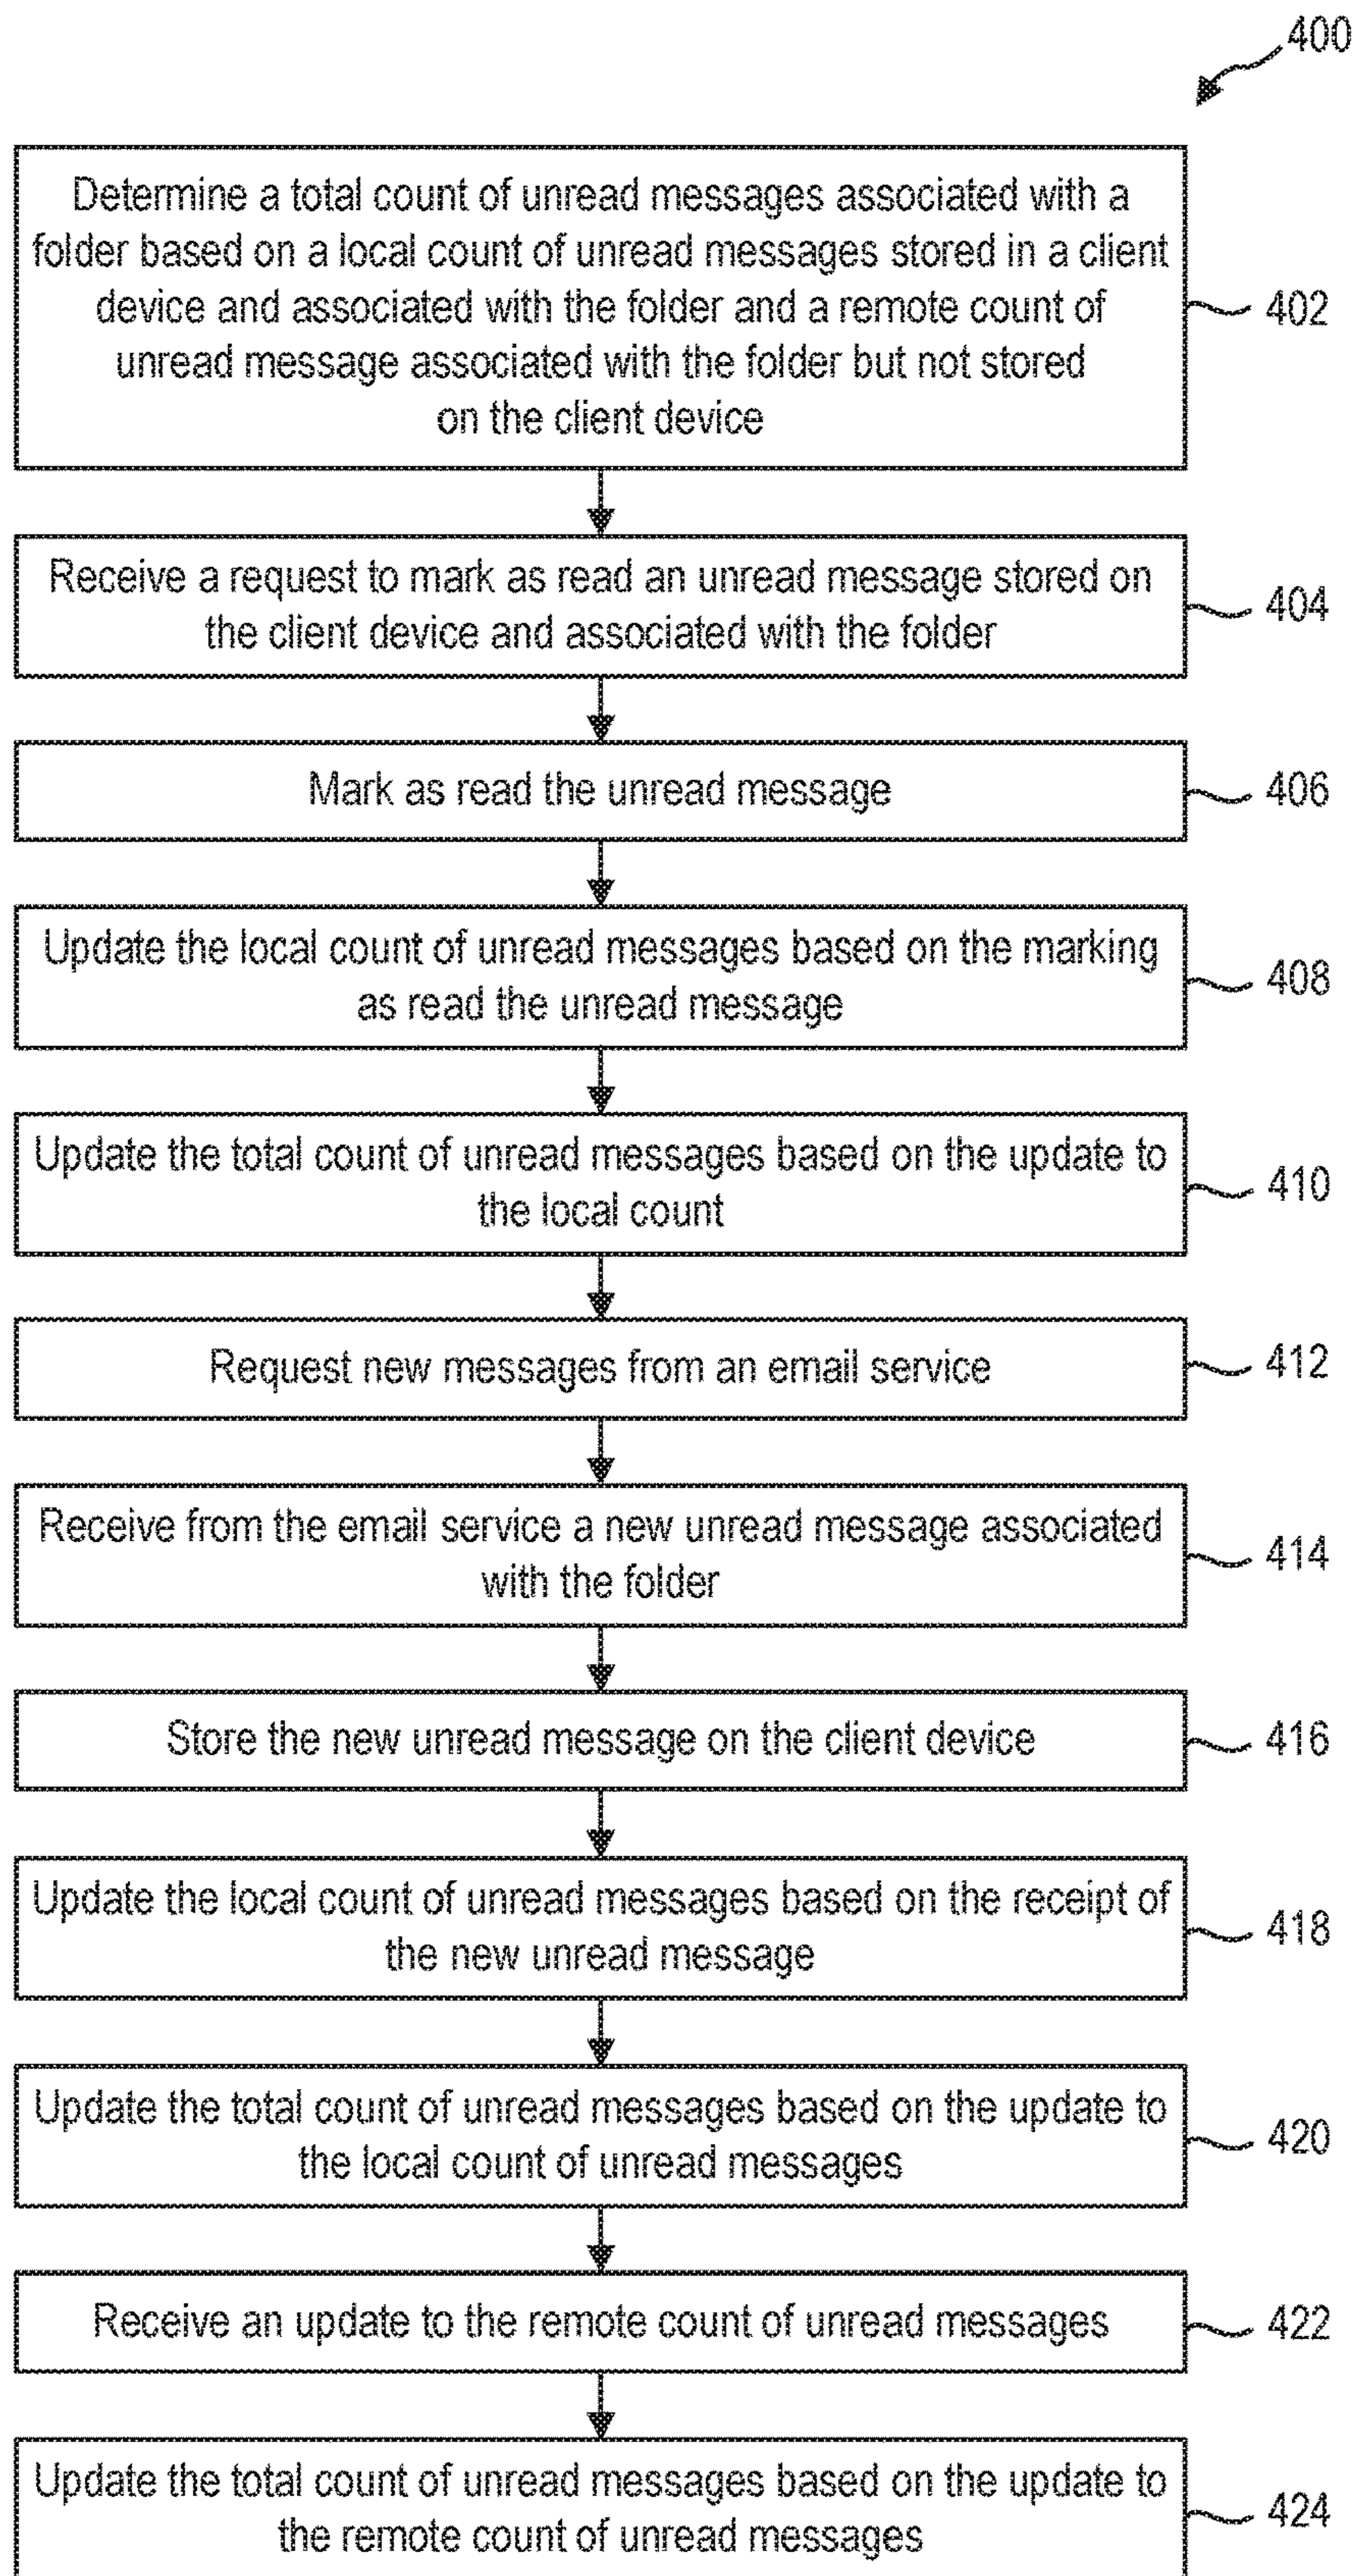 400
Determine a total count of unread messages associated with a
folder based on a local count of unread messages stored in a client
device and associated with the folder and a remote count of
unread message associated with the folder but not stored
on the client device
402
Receive a request to mark as read an unread message stored on
the client device and associated with the folder
404
Mark as read the unread message
406
Update the local count of unread messages based on the marking
as read the unread message
408
Update the total count of unread messages based on the update to
the local count
410
Request new messages from an email service
412
Receive from the email service a new unread message associated
with the folder
414
Store the new unread message on the client device
416
Update the local count of unread messages based on the receipt of
the new unread message
418
Update the total count of unread messages based on the update to
the local count of unread messages
420
Receive an update to the remote count of unread messages
422
Update the total count of unread messages based on the update to
the remote count of unread messages
424